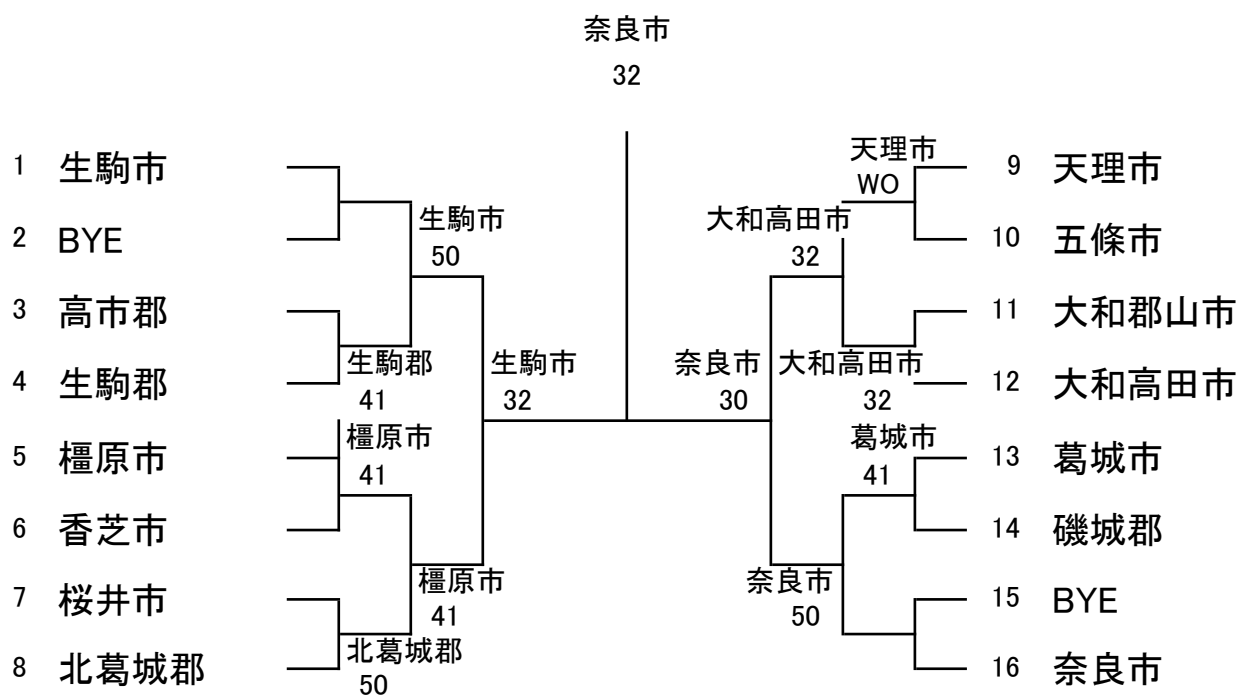 奈良市
32
1 生駒市
2 BYE
3 高市郡
4 生駒郡
5 橿原市
6 香芝市
7 桜井市
8 北葛城郡
生駒市
50
生駒郡
41
橿原市
41
橿原市
41
北葛城郡
50
生駒市
32
奈良市
30
大和高田市
32
天理市
WO
大和高田市
32
葛城市
41
奈良市
50
9 天理市
10 五條市
11 大和郡山市
12 大和高田市
13 葛城市
14 磯城郡
15 BYE
16 奈良市